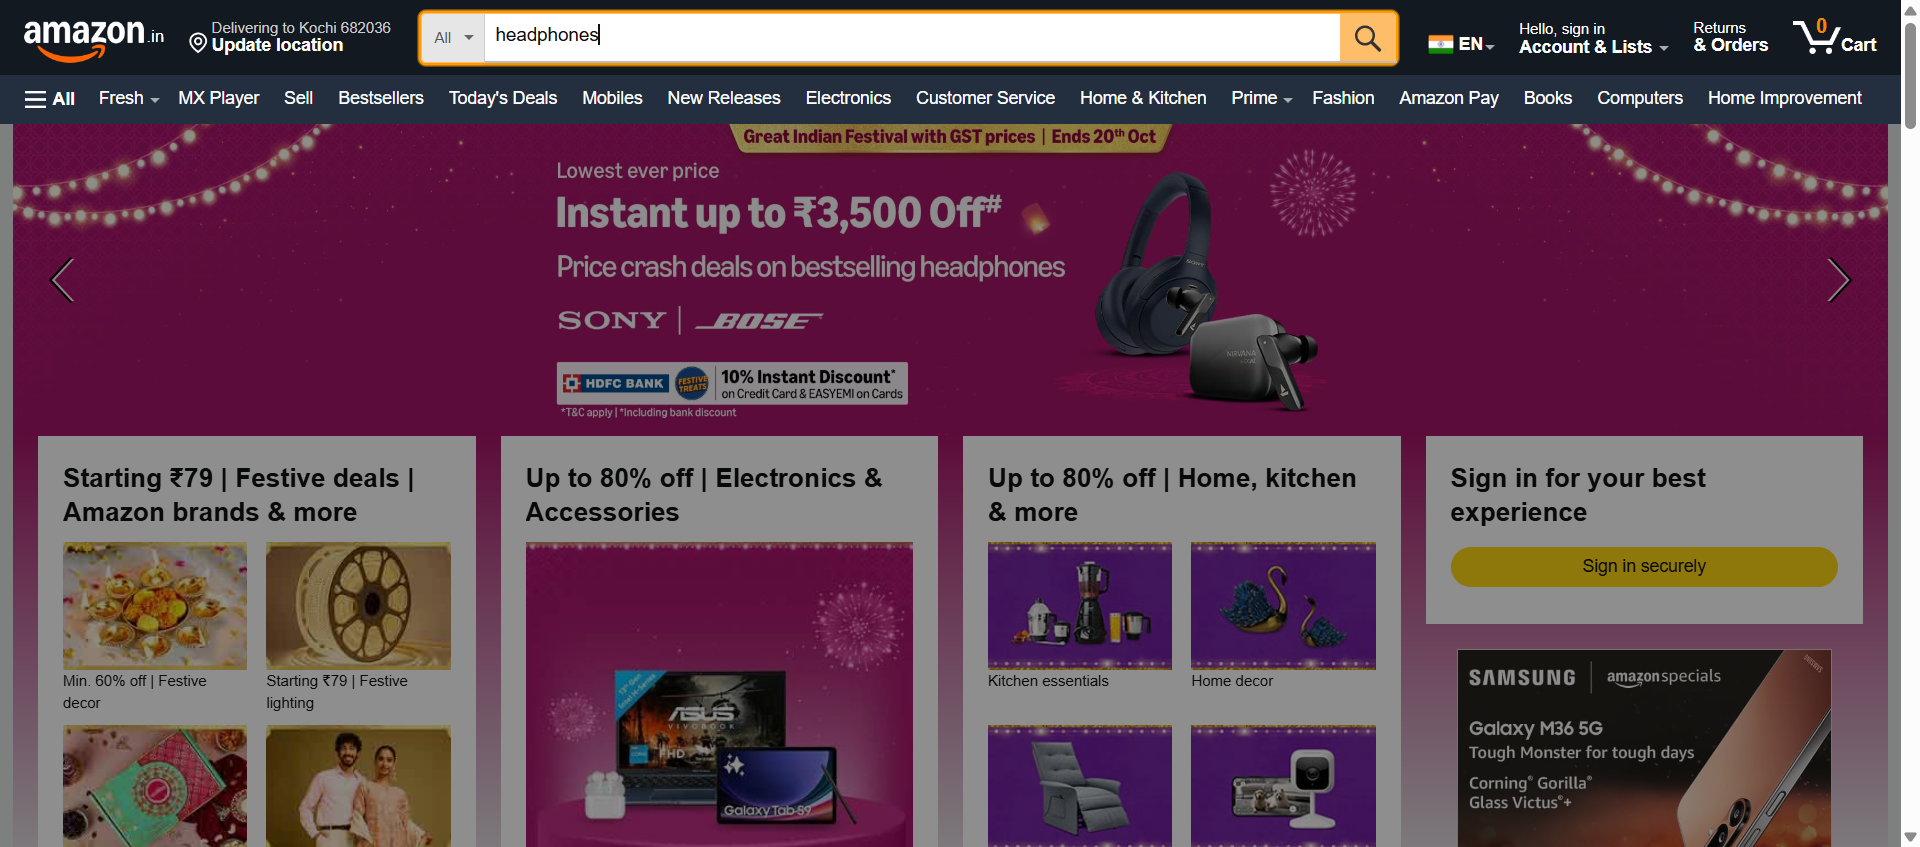 amazon.in
Delivering to Kochi 682036
Update location
All
headphones
EN
Hello, sign in
Account & Lists
Returns
& Orders
0
Cart
All
Fresh
MX Player
Sell
Bestsellers
Today's Deals
Mobiles
New Releases
Electronics
Customer Service
Home & Kitchen
Prime
Fashion
Amazon Pay
Books
Computers
Home Improvement
Great Indian Festival with GST prices | Ends 20th Oct
Lowest ever price
Instant up to ₹3,500 Off#
Price crash deals on bestselling headphones
SONY | BOSE
HDFC BANK
FESTIVE TREATS
10% Instant Discount*
on Credit Card & EASYEMI on Cards
*T&C apply | *Including bank discount
SONY
NIRVANA
Starting ₹79 | Festive deals |
Amazon brands & more
Min. 60% off | Festive
decor
Starting ₹79 | Festive
lighting
Up to 80% off | Electronics &
Accessories
13th Gen
Intel H-Series
ASUS
VIVOBOOK
FHD
Galaxy Tab S9
Up to 80% off | Home, kitchen
& more
Kitchen essentials
Home decor
Sign in for your best
experience
Sign in securely
SAMSUNG | amazonspecials
Galaxy M36 5G
Tough Monster for tough days
Corning® Gorilla®
Glass Victus®+